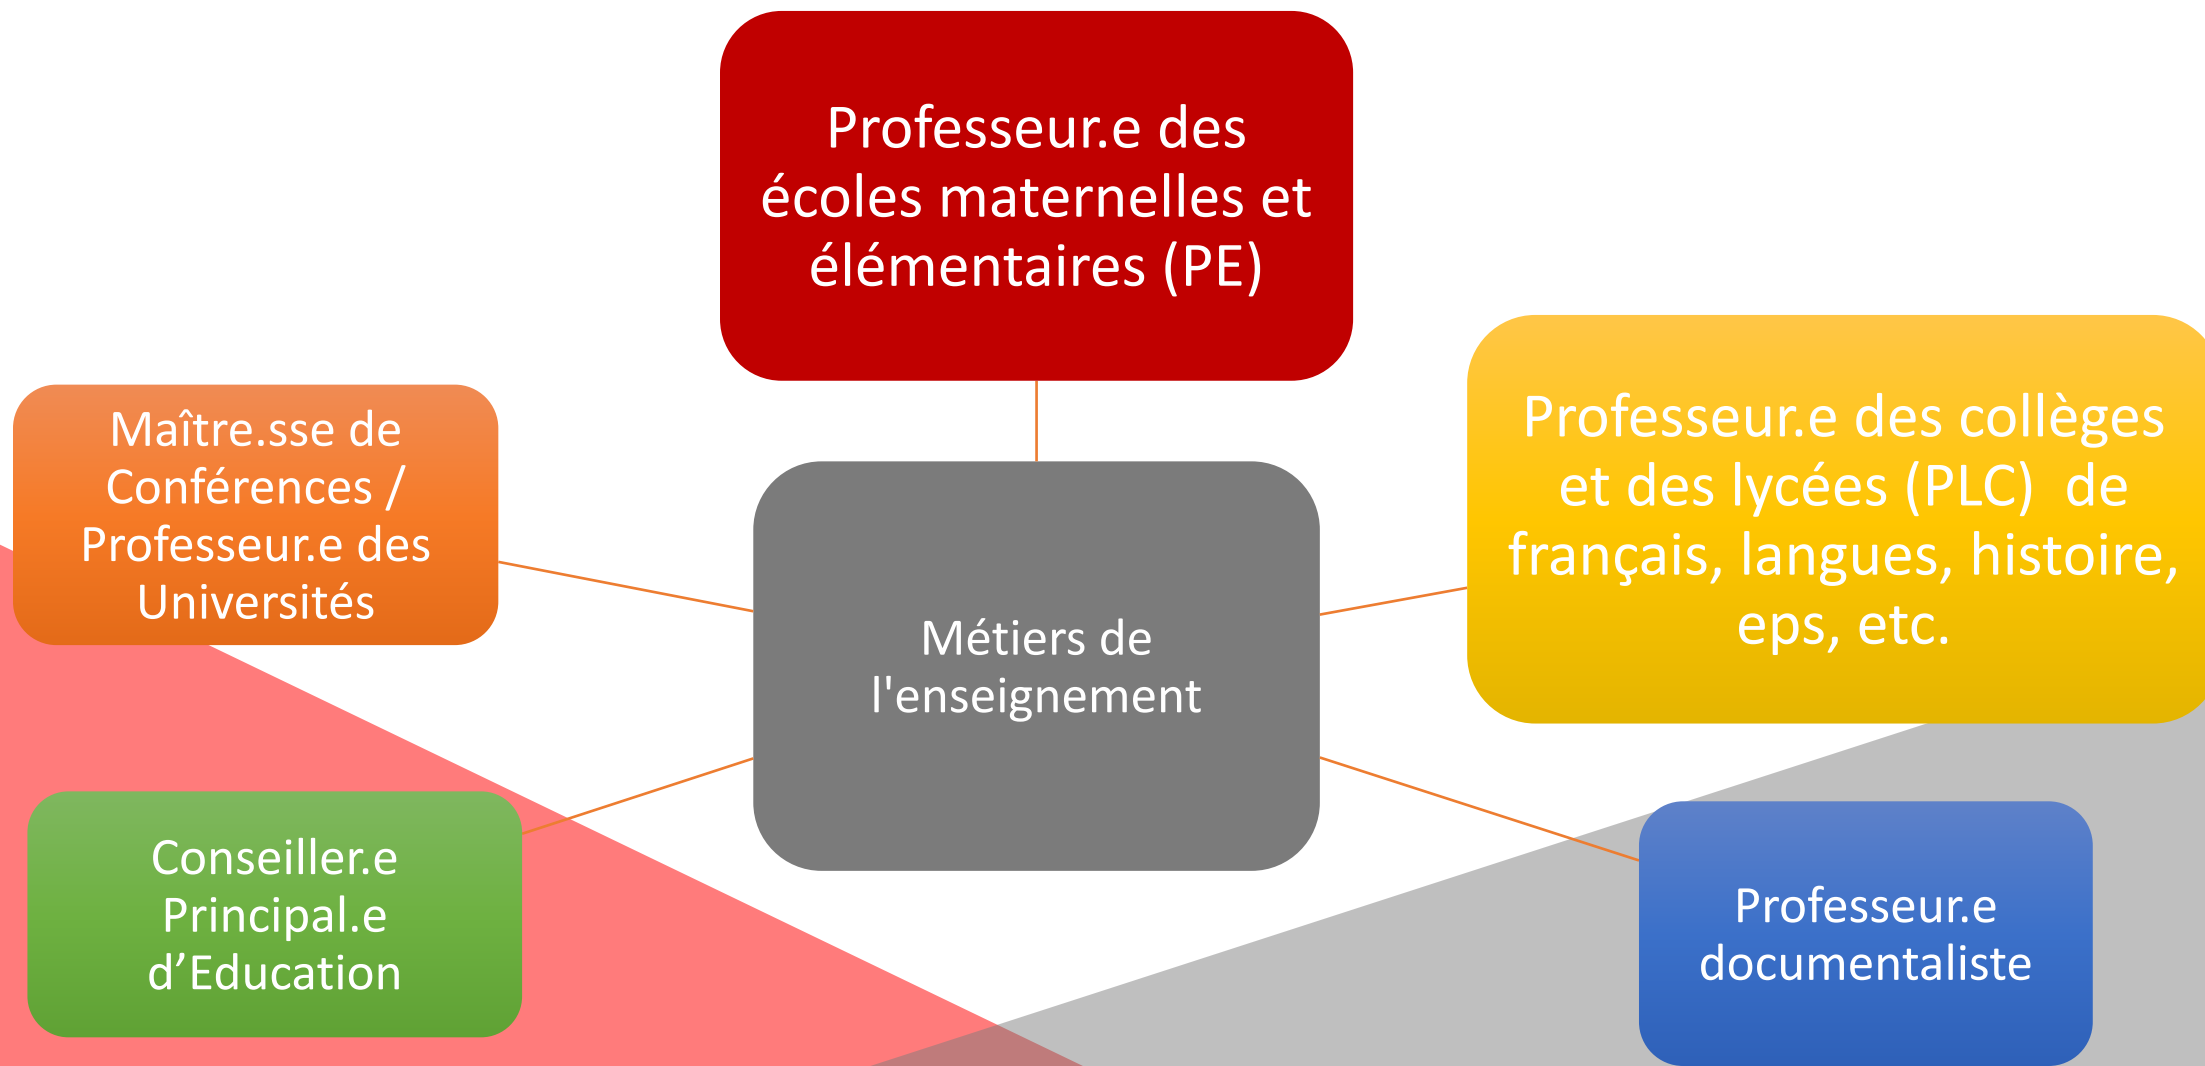 Professeur.e des
écoles maternelles et
élémentaires (PE)
Professeur.e des collèges
et des lycées (PLC)  de
français, langues, histoire,
eps, etc.
Professeur.e
documentaliste
Conseiller.e
Principal.e
d’Education
Maître.sse de
Conférences /
Professeur.e des
Universités
Métiers de
l'enseignement